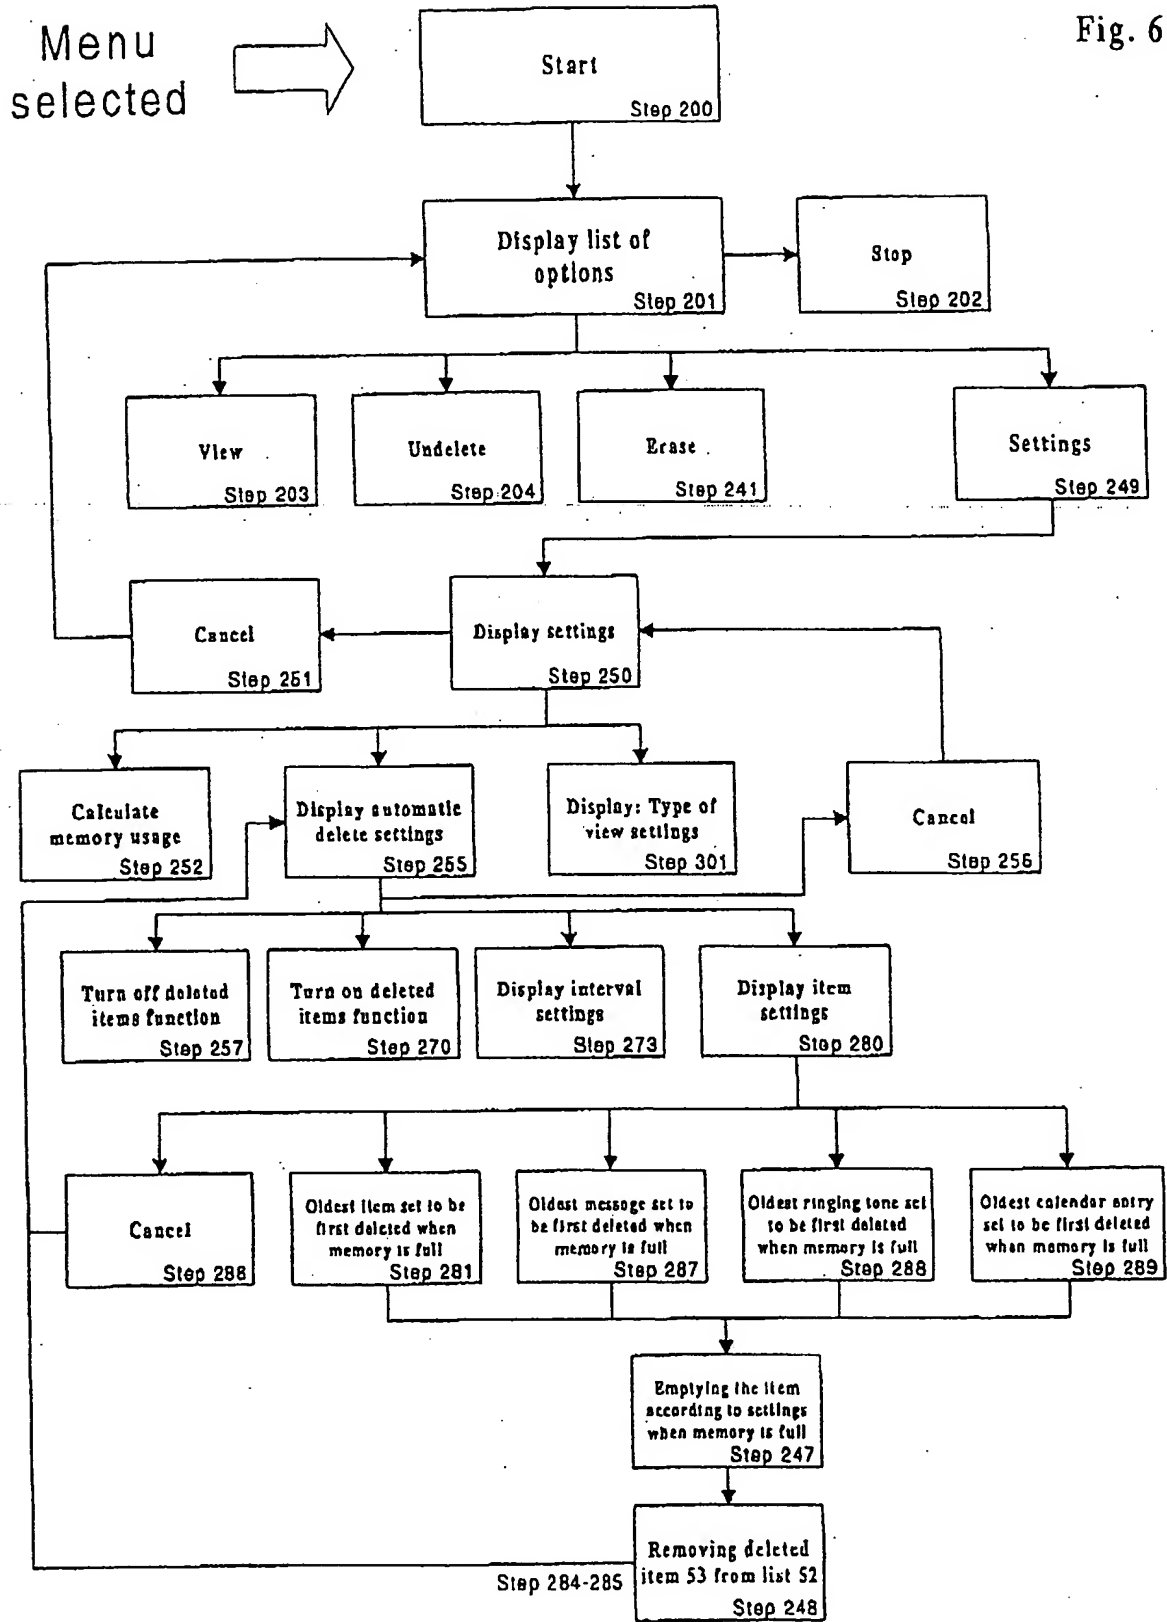 Fig. 6
Menu
selected
Start
Step 200
Display list of
options
Step 201
Stop
Step 202
View
Step 203
Undelete
Step 204
Erase
Step 241
Settings
Step 249
Cancel
Step 251
Display settings
Step 250
Calculate
memory usage
Step 252
Display automatic
delete settings
Step 255
Display: Type of
view settings
Step 301
Cancel
Step 256
Turn off deleted
items function
Step 257
Turn on deleted
items function
Step 270
Display interval
settings
Step 273
Display item
settings
Step 280
Cancel
Step 286
Oldest item set to be
first deleted when
memory is full
Step 281
Oldest message set to
be first deleted when
memory is full
Step 287
Oldest ringing tone set
to be first deleted
when memory is full
Step 288
Oldest calendar entry
set to be first deleted
when memory is full
Step 289
Emptying the item
according to settings
when memory is full
Step 247
Removing deleted
item 53 from list 52
Step 248
Step 284-285